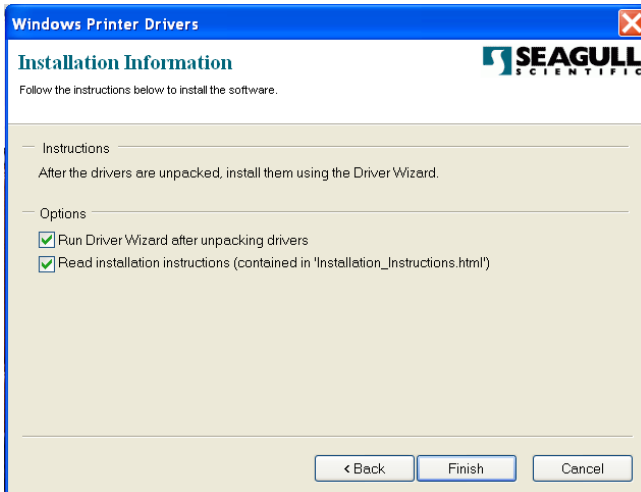 Windows Printer Drivers
Installation Information
SEAGULL
SCIENTIFIC
Follow the instructions below to install the software.
Instructions
After the drivers are unpacked, install them using the Driver Wizard.
Options
Run Driver Wizard after unpacking drivers
Read installation instructions (contained in 'Installation_Instructions.html')
< Back
Finish
Cancel